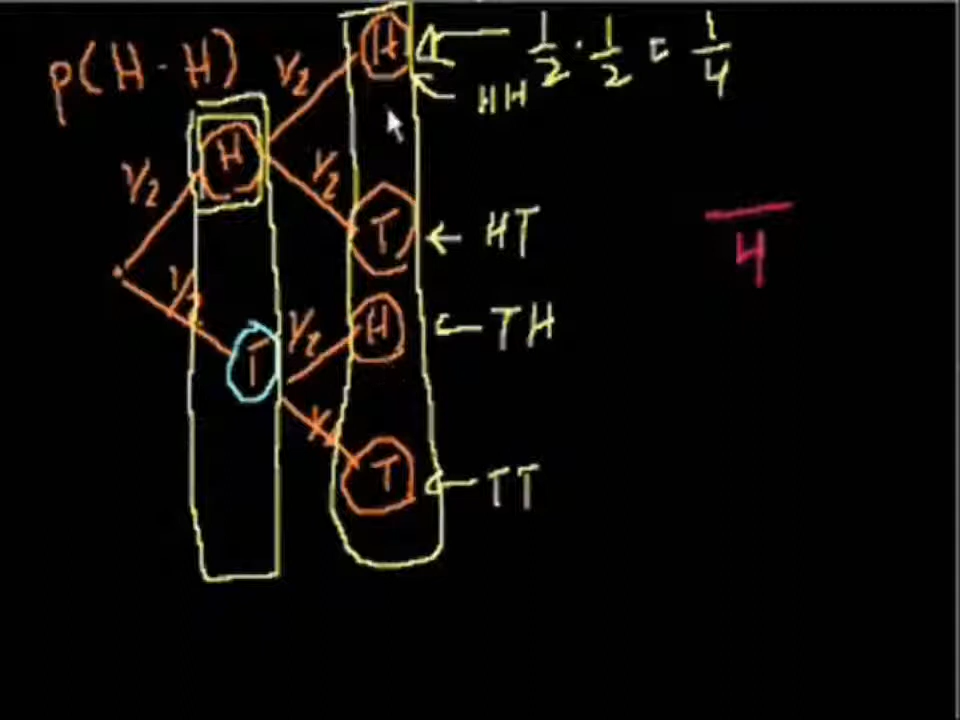 p(H · H)
1/2
H
1/2 · 1/2 = 1/4
HH
H
1/2
1/2
T
HT
4
1/2
T
1/2
H
TH
1/2
T
TT